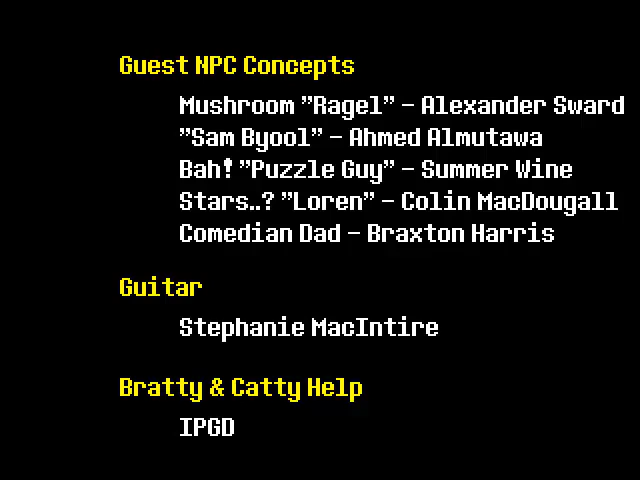 Guest NPC Concepts
Mushroom "Ragel" - Alexander Sward
"Sam Byool" - Ahmed Almutawa
Bah! "Puzzle Guy" - Summer Wine
Stars..? "Loren" - Colin MacDougall
Comedian Dad - Braxton Harris
Guitar
Stephanie MacIntire
Bratty & Catty Help
IPGD